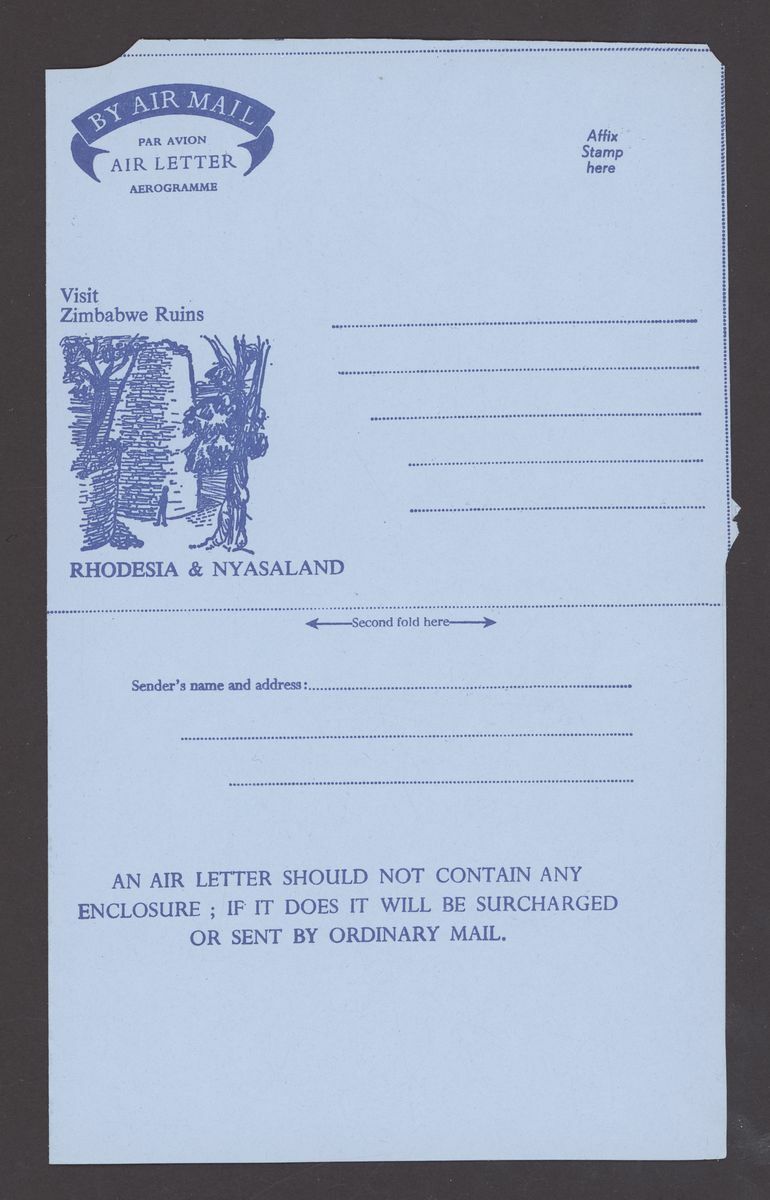 BY AIR MAIL
PAR AVION
AIR LETTER
AEROGRAMME
Affix
Stamp
here
Visit
Zimbabwe Ruins
RHODESIA & NYASALAND
Second fold here
Sender's name and address:
AN AIR LETTER SHOULD NOT CONTAIN ANY
ENCLOSURE ; IF IT DOES IT WILL BE SURCHARGED
OR SENT BY ORDINARY MAIL.